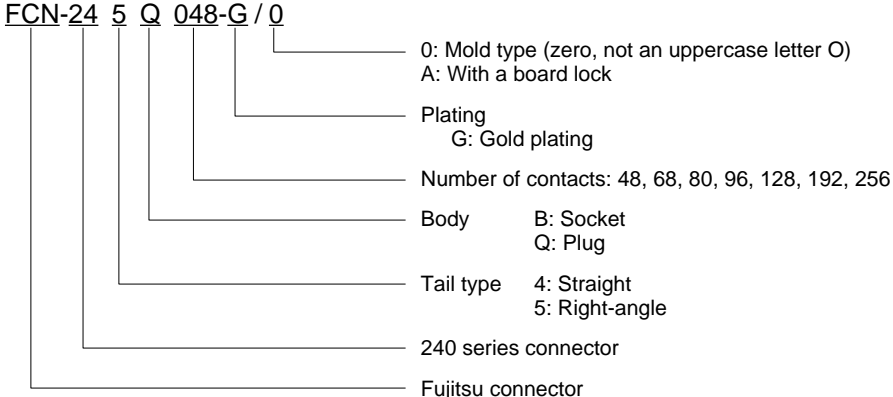 FCN-24 5 Q 048-G / 0
0: Mold type (zero, not an uppercase letter O)
A: With a board lock
Plating
G: Gold plating
Number of contacts: 48, 68, 80, 96, 128, 192, 256
Body B: Socket
Q: Plug
Tail type 4: Straight
5: Right-angle
240 series connector
Fujitsu connector